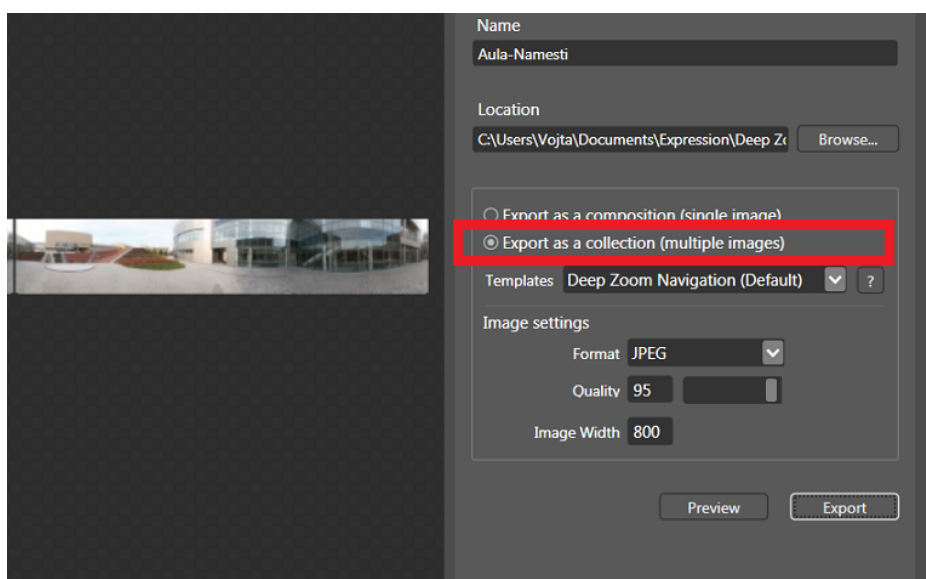 Name
Aula-Namesti
Location
C:\Users\Vojta\Documents\Expression\Deep Browse...
Export as a composition (single image)
Export as a collection (multiple images)
Templates Deep Zoom Navigation (Default) ?
Image settings
Format JPEG
Quality 95
Image Width 800
Preview Export